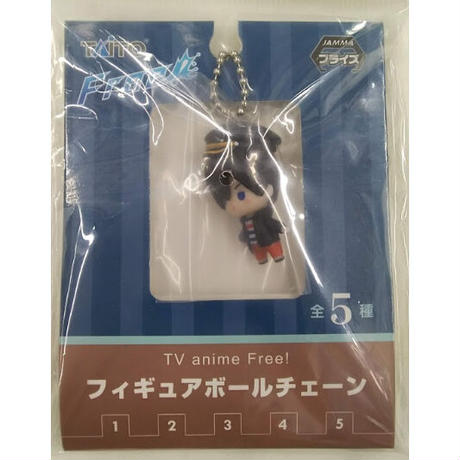 TAITO
Free!
JAMMA
プライズ
全5種
TV anime Free!
フィギュアボールチェーン
1 2 3 4 5